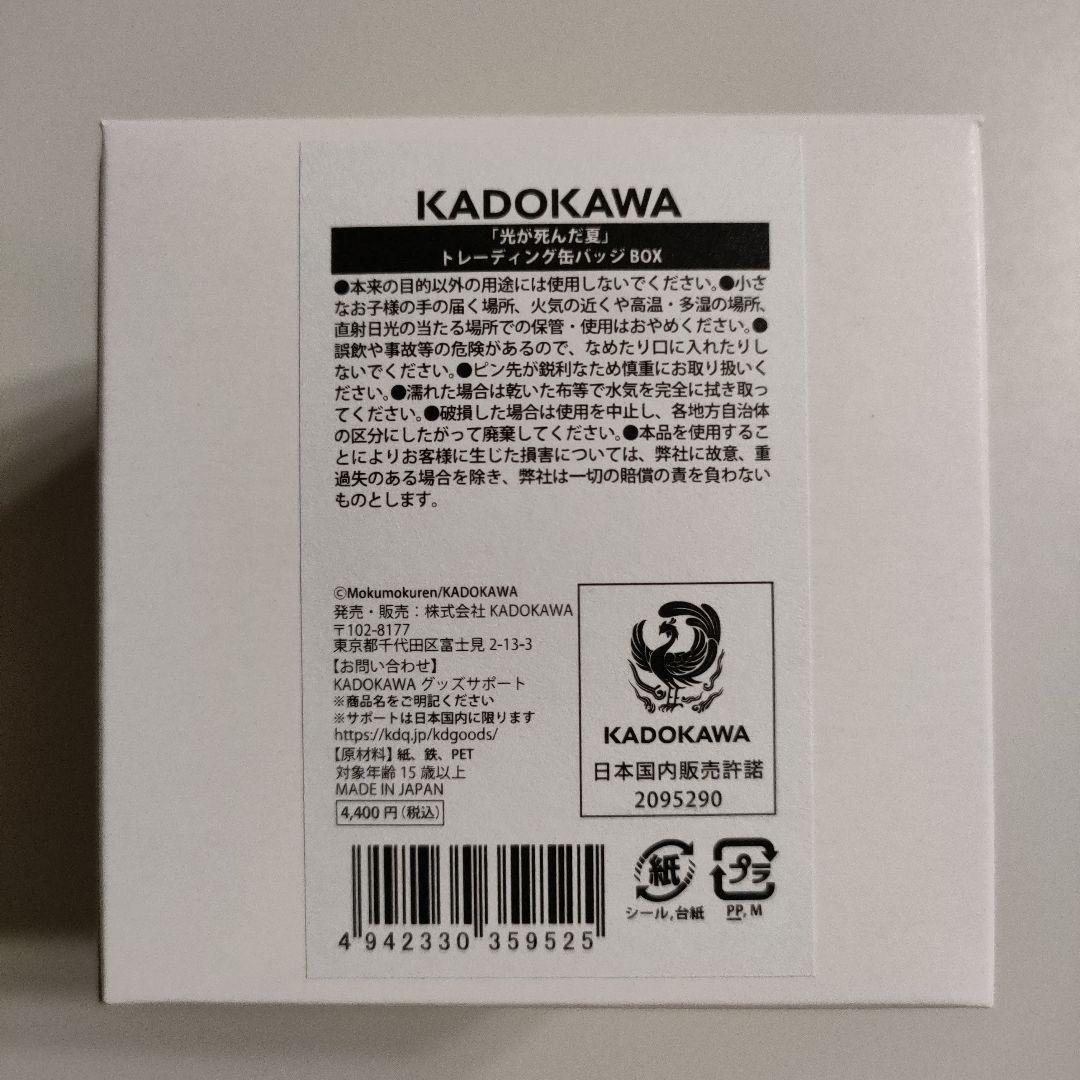 KADOKAWA
「光が死んだ夏」
トレーディング缶バッジ BOX
●本来の目的以外の用途には使用しないでください。●小さ
なお子様の手の届く場所、火気の近くや高温・多湿の場所、
直射日光の当たる場所での保管・使用はおやめください。●
誤飲や事故等の危険があるので、なめたり口に入れたりし
ないでください。●ピン先が鋭利なため慎重にお取り扱いく
ださい。●濡れた場合は乾いた布等で水気を完全に拭き取っ
てください。●破損した場合は使用を中止し、各地方自治体
の区分にしたがって廃棄してください。●本品を使用するこ
とによりお客様に生じた損害については、弊社に故意、重
過失のある場合を除き、弊社は一切の賠償の責を負わない
ものとします。
©Mokumokuren/KADOKAWA
発売・販売：株式会社 KADOKAWA
〒102-8177
東京都千代田区富士見 2-13-3
【お問い合わせ】
KADOKAWA グッズサポート
※商品名をご明記ください
※サポートは日本国内に限ります
https://kdq.jp/kdgoods/
【原材料】紙、鉄、PET
対象年齢 15 歳以上
MADE IN JAPAN
4,400 円（税込）
KADOKAWA
日本国内販売許諾
2095290
4 942330 359525
紙
シール,台紙
プラ
PP, M